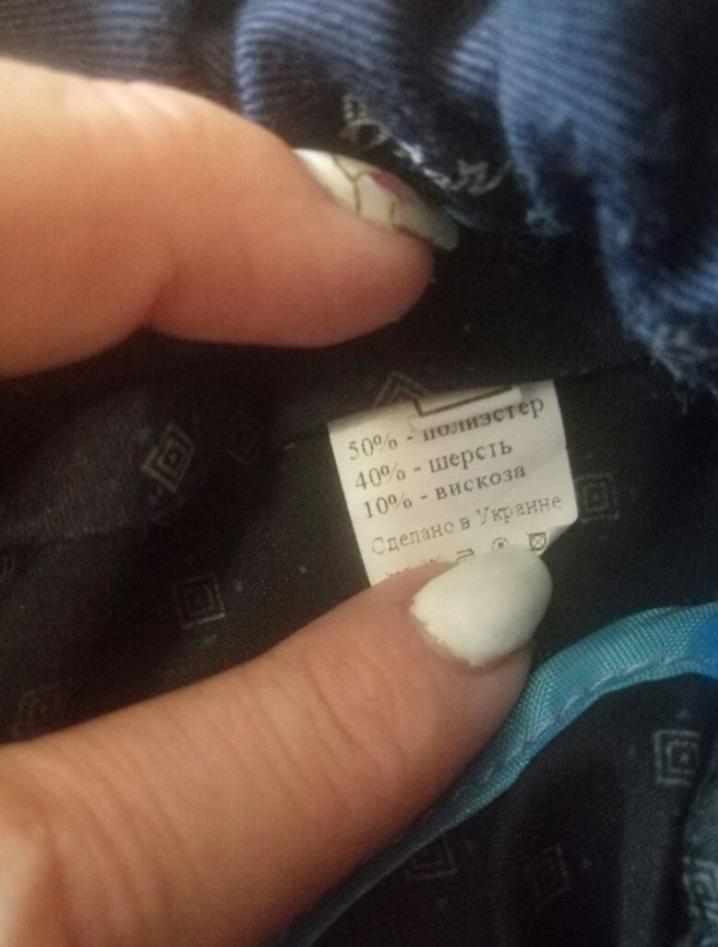 50% - полиэстер
40% - шерсть
10% - вискоза
Сделано в Украине